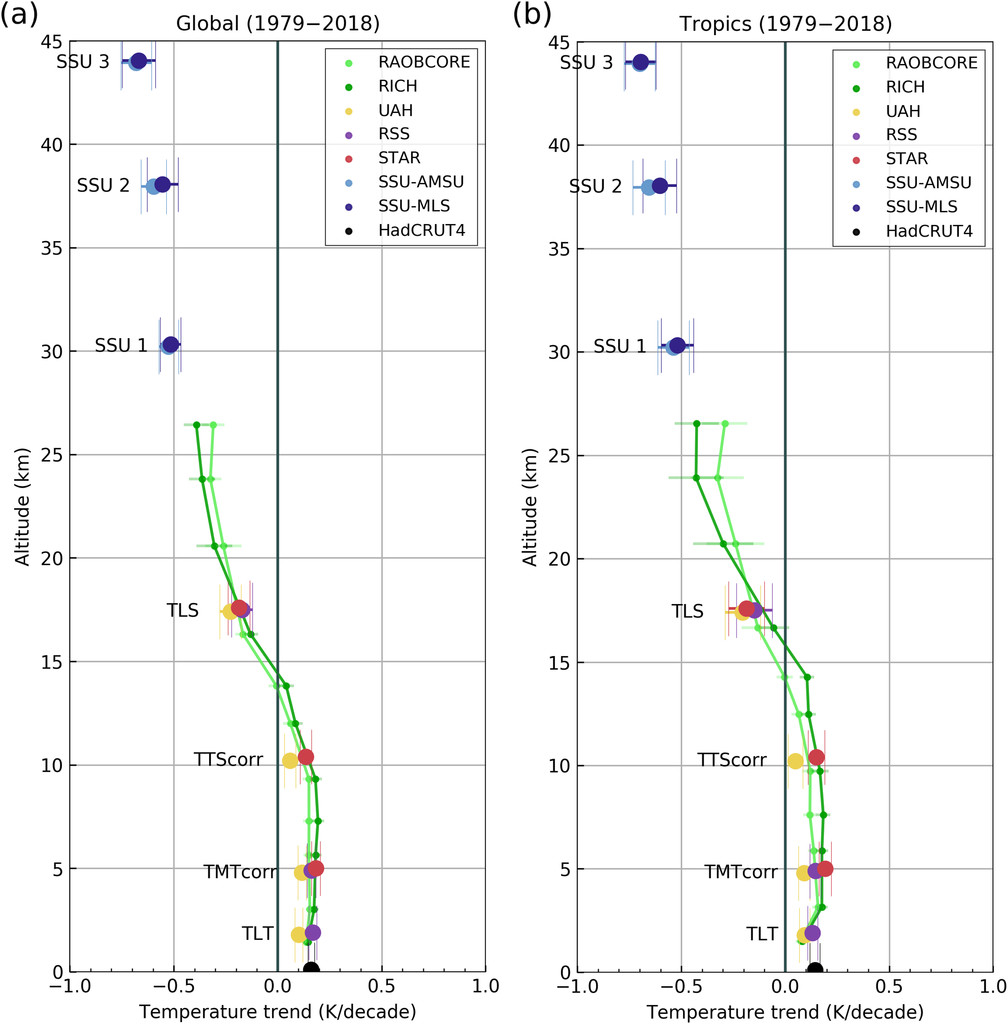 (a)
Global (1979−2018)
45
40
35
30
25
20
15
10
5
0
Altitude (km)
SSU 3
SSU 2
SSU 1
TLS
TTScorr
TMTcorr
TLT
RAOBCORE
RICH
UAH
RSS
STAR
SSU-AMSU
SSU-MLS
HadCRUT4
−1.0
−0.5
0.0
0.5
1.0
Temperature trend (K/decade)
(b)
Tropics (1979−2018)
45
40
35
30
25
20
15
10
5
0
Altitude (km)
SSU 3
SSU 2
SSU 1
TLS
TTScorr
TMTcorr
TLT
RAOBCORE
RICH
UAH
RSS
STAR
SSU-AMSU
SSU-MLS
HadCRUT4
−1.0
−0.5
0.0
0.5
1.0
Temperature trend (K/decade)